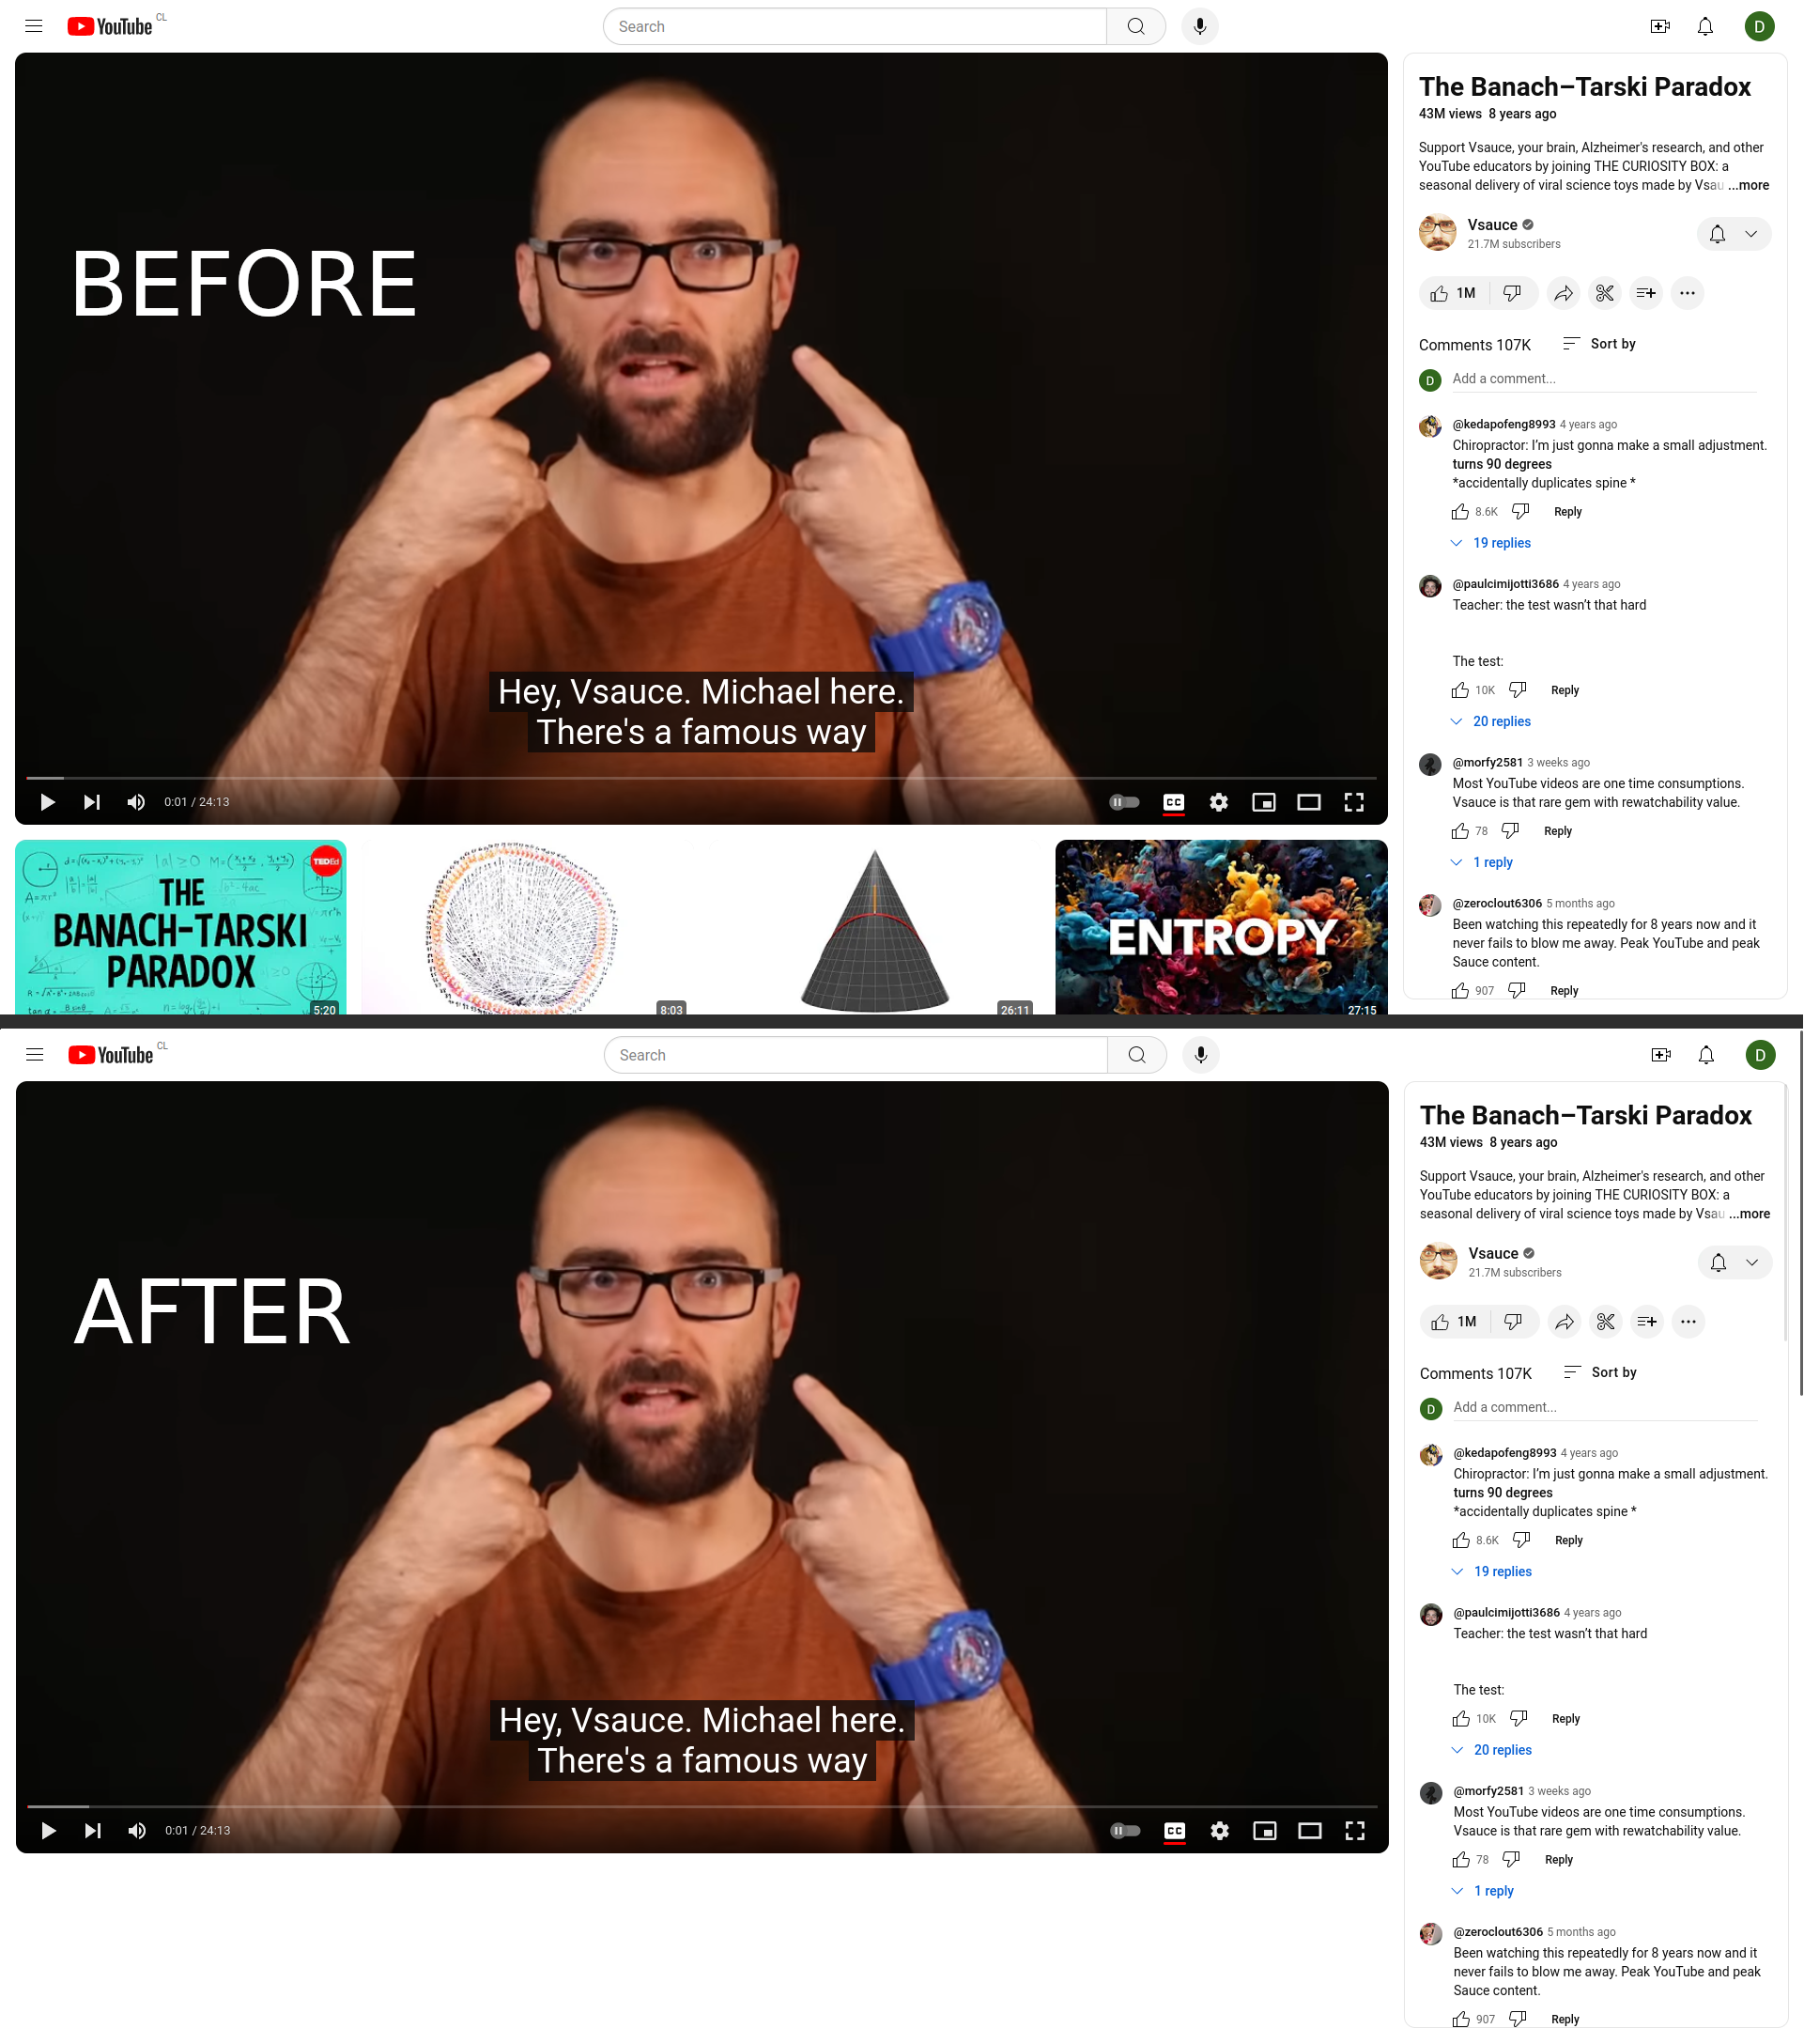 YouTube CL
Search
D
BEFORE
Hey, Vsauce. Michael here.
There's a famous way
0:01 / 24:13
CC
The Banach–Tarski Paradox
43M views 8 years ago
Support Vsauce, your brain, Alzheimer's research, and other
YouTube educators by joining THE CURIOSITY BOX: a
seasonal delivery of viral science toys made by Vsau ...more
Vsauce
21.7M subscribers
1M
Comments 107K Sort by
D Add a comment...
@kedapofeng8993 4 years ago
Chiropractor: I'm just gonna make a small adjustment.
turns 90 degrees
*accidentally duplicates spine *
8.6K Reply
19 replies
@paulcimijotti3686 4 years ago
Teacher: the test wasn't that hard
The test:
10K Reply
20 replies
@morfy2581 3 weeks ago
Most YouTube videos are one time consumptions.
Vsauce is that rare gem with rewatchability value.
78 Reply
1 reply
@zeroclout6306 5 months ago
Been watching this repeatedly for 8 years now and it
never fails to blow me away. Peak YouTube and peak
Sauce content.
907 Reply
TEDEd
THE
BANACH-TARSKI
PARADOX
5:20
8:03
26:11
ENTROPY
27:15
YouTube CL
Search
D
AFTER
Hey, Vsauce. Michael here.
There's a famous way
0:01 / 24:13
CC
The Banach–Tarski Paradox
43M views 8 years ago
Support Vsauce, your brain, Alzheimer's research, and other
YouTube educators by joining THE CURIOSITY BOX: a
seasonal delivery of viral science toys made by Vsau ...more
Vsauce
21.7M subscribers
1M
Comments 107K Sort by
D Add a comment...
@kedapofeng8993 4 years ago
Chiropractor: I'm just gonna make a small adjustment.
turns 90 degrees
*accidentally duplicates spine *
8.6K Reply
19 replies
@paulcimijotti3686 4 years ago
Teacher: the test wasn't that hard
The test:
10K Reply
20 replies
@morfy2581 3 weeks ago
Most YouTube videos are one time consumptions.
Vsauce is that rare gem with rewatchability value.
78 Reply
1 reply
@zeroclout6306 5 months ago
Been watching this repeatedly for 8 years now and it
never fails to blow me away. Peak YouTube and peak
Sauce content.
907 Reply